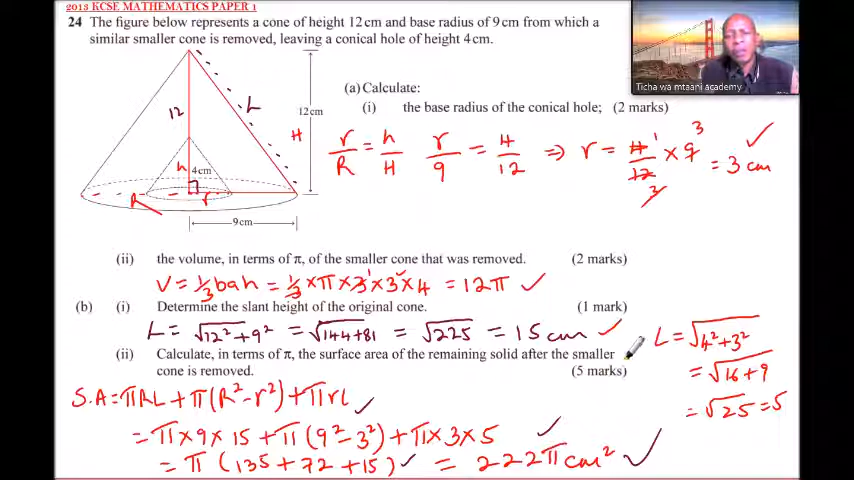 2013 KCSE MATHEMATICS PAPER 1
24 The figure below represents a cone of height 12 cm and base radius of 9 cm from which a
similar smaller cone is removed, leaving a conical hole of height 4 cm.
Ticha wa mtaani academy
12
L
12 cm
H
h
4 cm
R
r
9 cm
(a) Calculate:
(i) the base radius of the conical hole; (2 marks)
r/R = h/H r/9 = 4/12 ⇒ r = 4/12 × 9 = 3 cm ✓
1 3
3
(ii) the volume, in terms of π, of the smaller cone that was removed. (2 marks)
V = 1/3 bah = 1/3 × π × 3 × 3 × 4 = 12π ✓
(b) (i) Determine the slant height of the original cone. (1 mark)
L = √12² + 9² = √144 + 81 = √225 = 15 cm ✓
(ii) Calculate, in terms of π, the surface area of the remaining solid after the smaller
cone is removed. (5 marks)
L = √4² + 3²
= √16 + 9
= √25 = 5
S.A = πRL + π(R² − r²) + πrl ✓
= π × 9 × 15 + π(9² − 3²) + π × 3 × 5 ✓
= π(135 + 72 + 15) ✓ = 222π cm² ✓